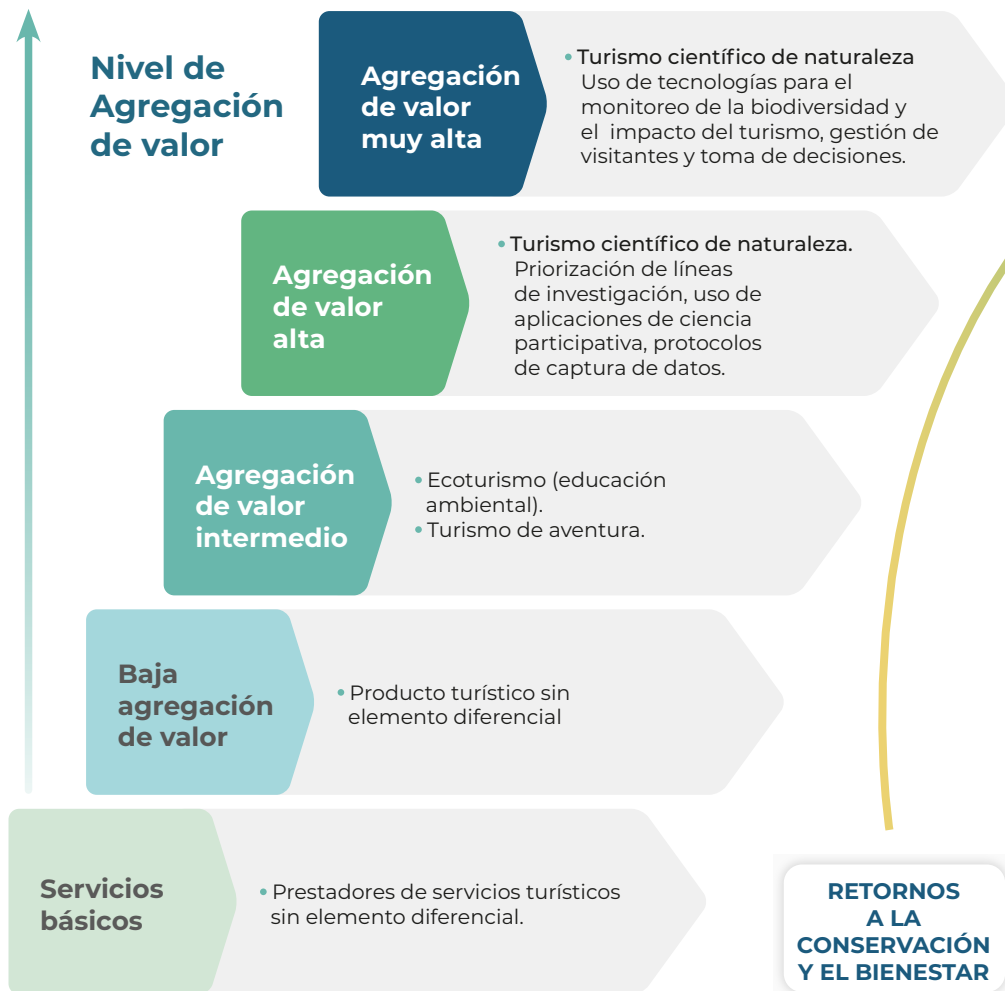 Nivel de
Agregación
de valor
Agregación
de valor
muy alta
• Turismo científico de naturaleza
Uso de tecnologías para el
monitoreo de la biodiversidad y
el impacto del turismo, gestión de
visitantes y toma de decisiones.
Agregación
de valor
alta
• Turismo científico de naturaleza.
Priorización de líneas
de investigación, uso de
aplicaciones de ciencia
participativa, protocolos
de captura de datos.
Agregación
de valor
intermedio
• Ecoturismo (educación
ambiental).
• Turismo de aventura.
Baja
agregación
de valor
• Producto turístico sin
elemento diferencial
Servicios
básicos
• Prestadores de servicios turísticos
sin elemento diferencial.
RETORNOS
A LA
CONSERVACIÓN
Y EL BIENESTAR